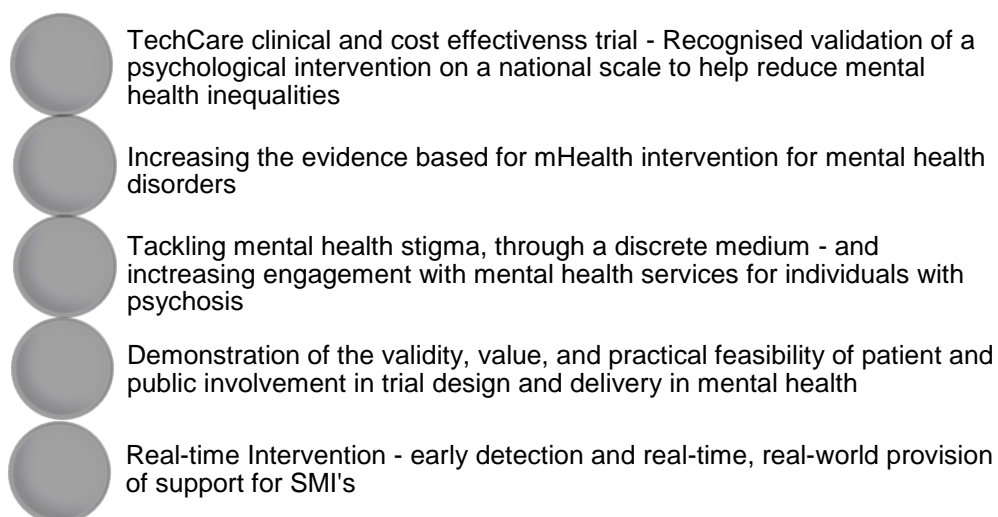 TechCare clinical and cost effectivenss trial - Recognised validation of a
psychological intervention on a national scale to help reduce mental
health inequalities
Increasing the evidence based for mHealth intervention for mental health
disorders
Tackling mental health stigma, through a discrete medium - and
inctreasing engagement with mental health services for individuals with
psychosis
Demonstration of the validity, value, and practical feasibility of patient and
public involvement in trial design and delivery in mental health
Real-time Intervention - early detection and real-time, real-world provision
of support for SMI's